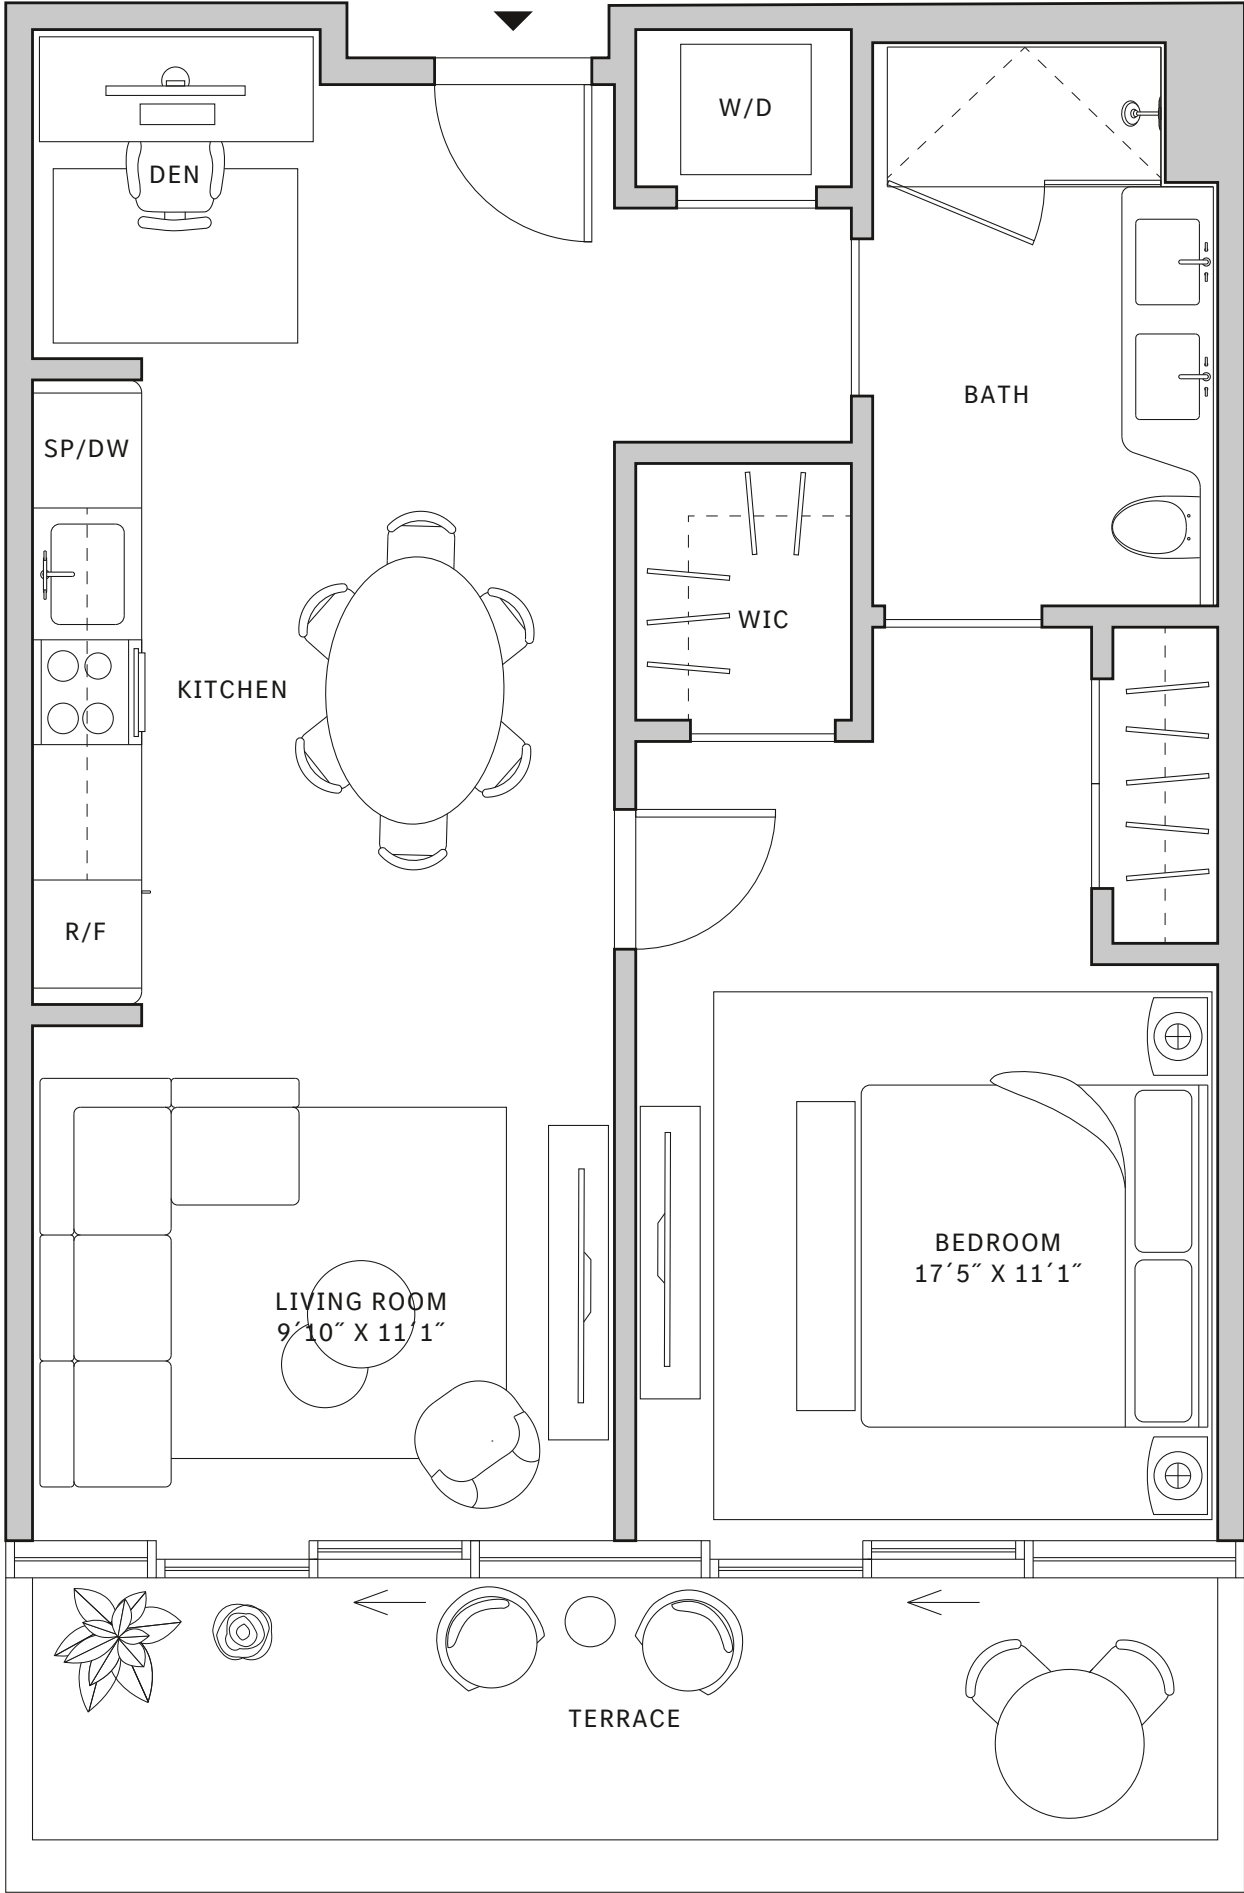 W/D
DEN
BATH
SP/DW
WIC
KITCHEN
R/F
BEDROOM
17´5˝ X 11´1˝
LIVING ROOM
9´10˝ X 11´1˝
TERRACE